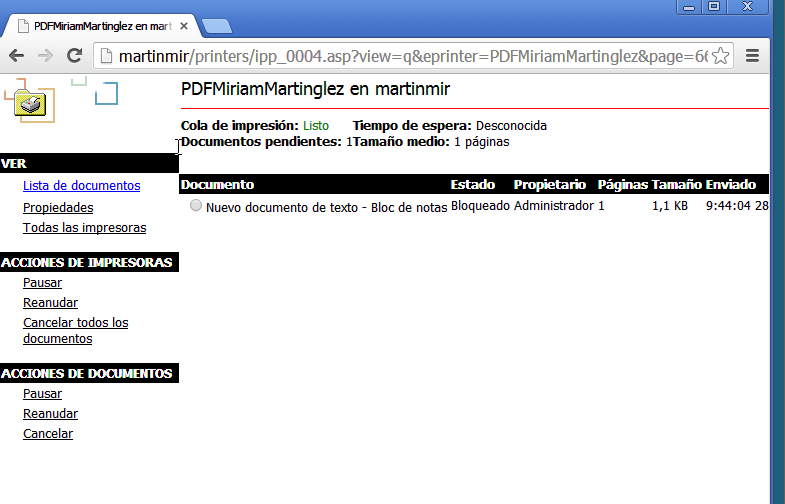 PDFMiriamMartinglez en mart
martinmir/printers/ipp_0004.asp?view=q&eprinter=PDFMiriamMartinglez&page=66
PDFMiriamMartinglez en martinmir
Cola de impresión: Listo Tiempo de espera: Desconocida
Documentos pendientes: 1 Tamaño medio: 1 páginas
VER
Lista de documentos
Propiedades
Todas las impresoras
ACCIONES DE IMPRESORAS
Pausar
Reanudar
Cancelar todos los
documentos
ACCIONES DE DOCUMENTOS
Pausar
Reanudar
Cancelar
Documento Estado Propietario Páginas Tamaño Enviado
Nuevo documento de texto - Bloc de notas Bloqueado Administrador 1 1,1 KB 9:44:04 28